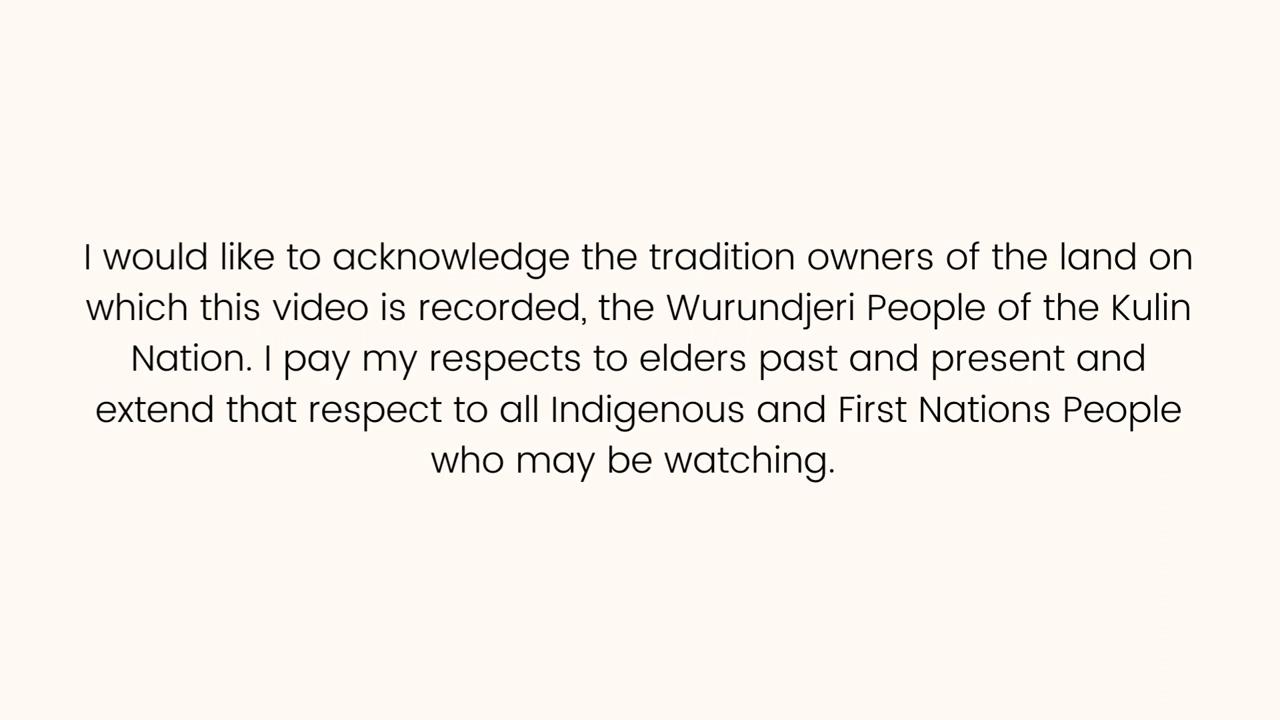 I would like to acknowledge the tradition owners of the land on
which this video is recorded, the Wurundjeri People of the Kulin
Nation. I pay my respects to elders past and present and
extend that respect to all Indigenous and First Nations People
who may be watching.